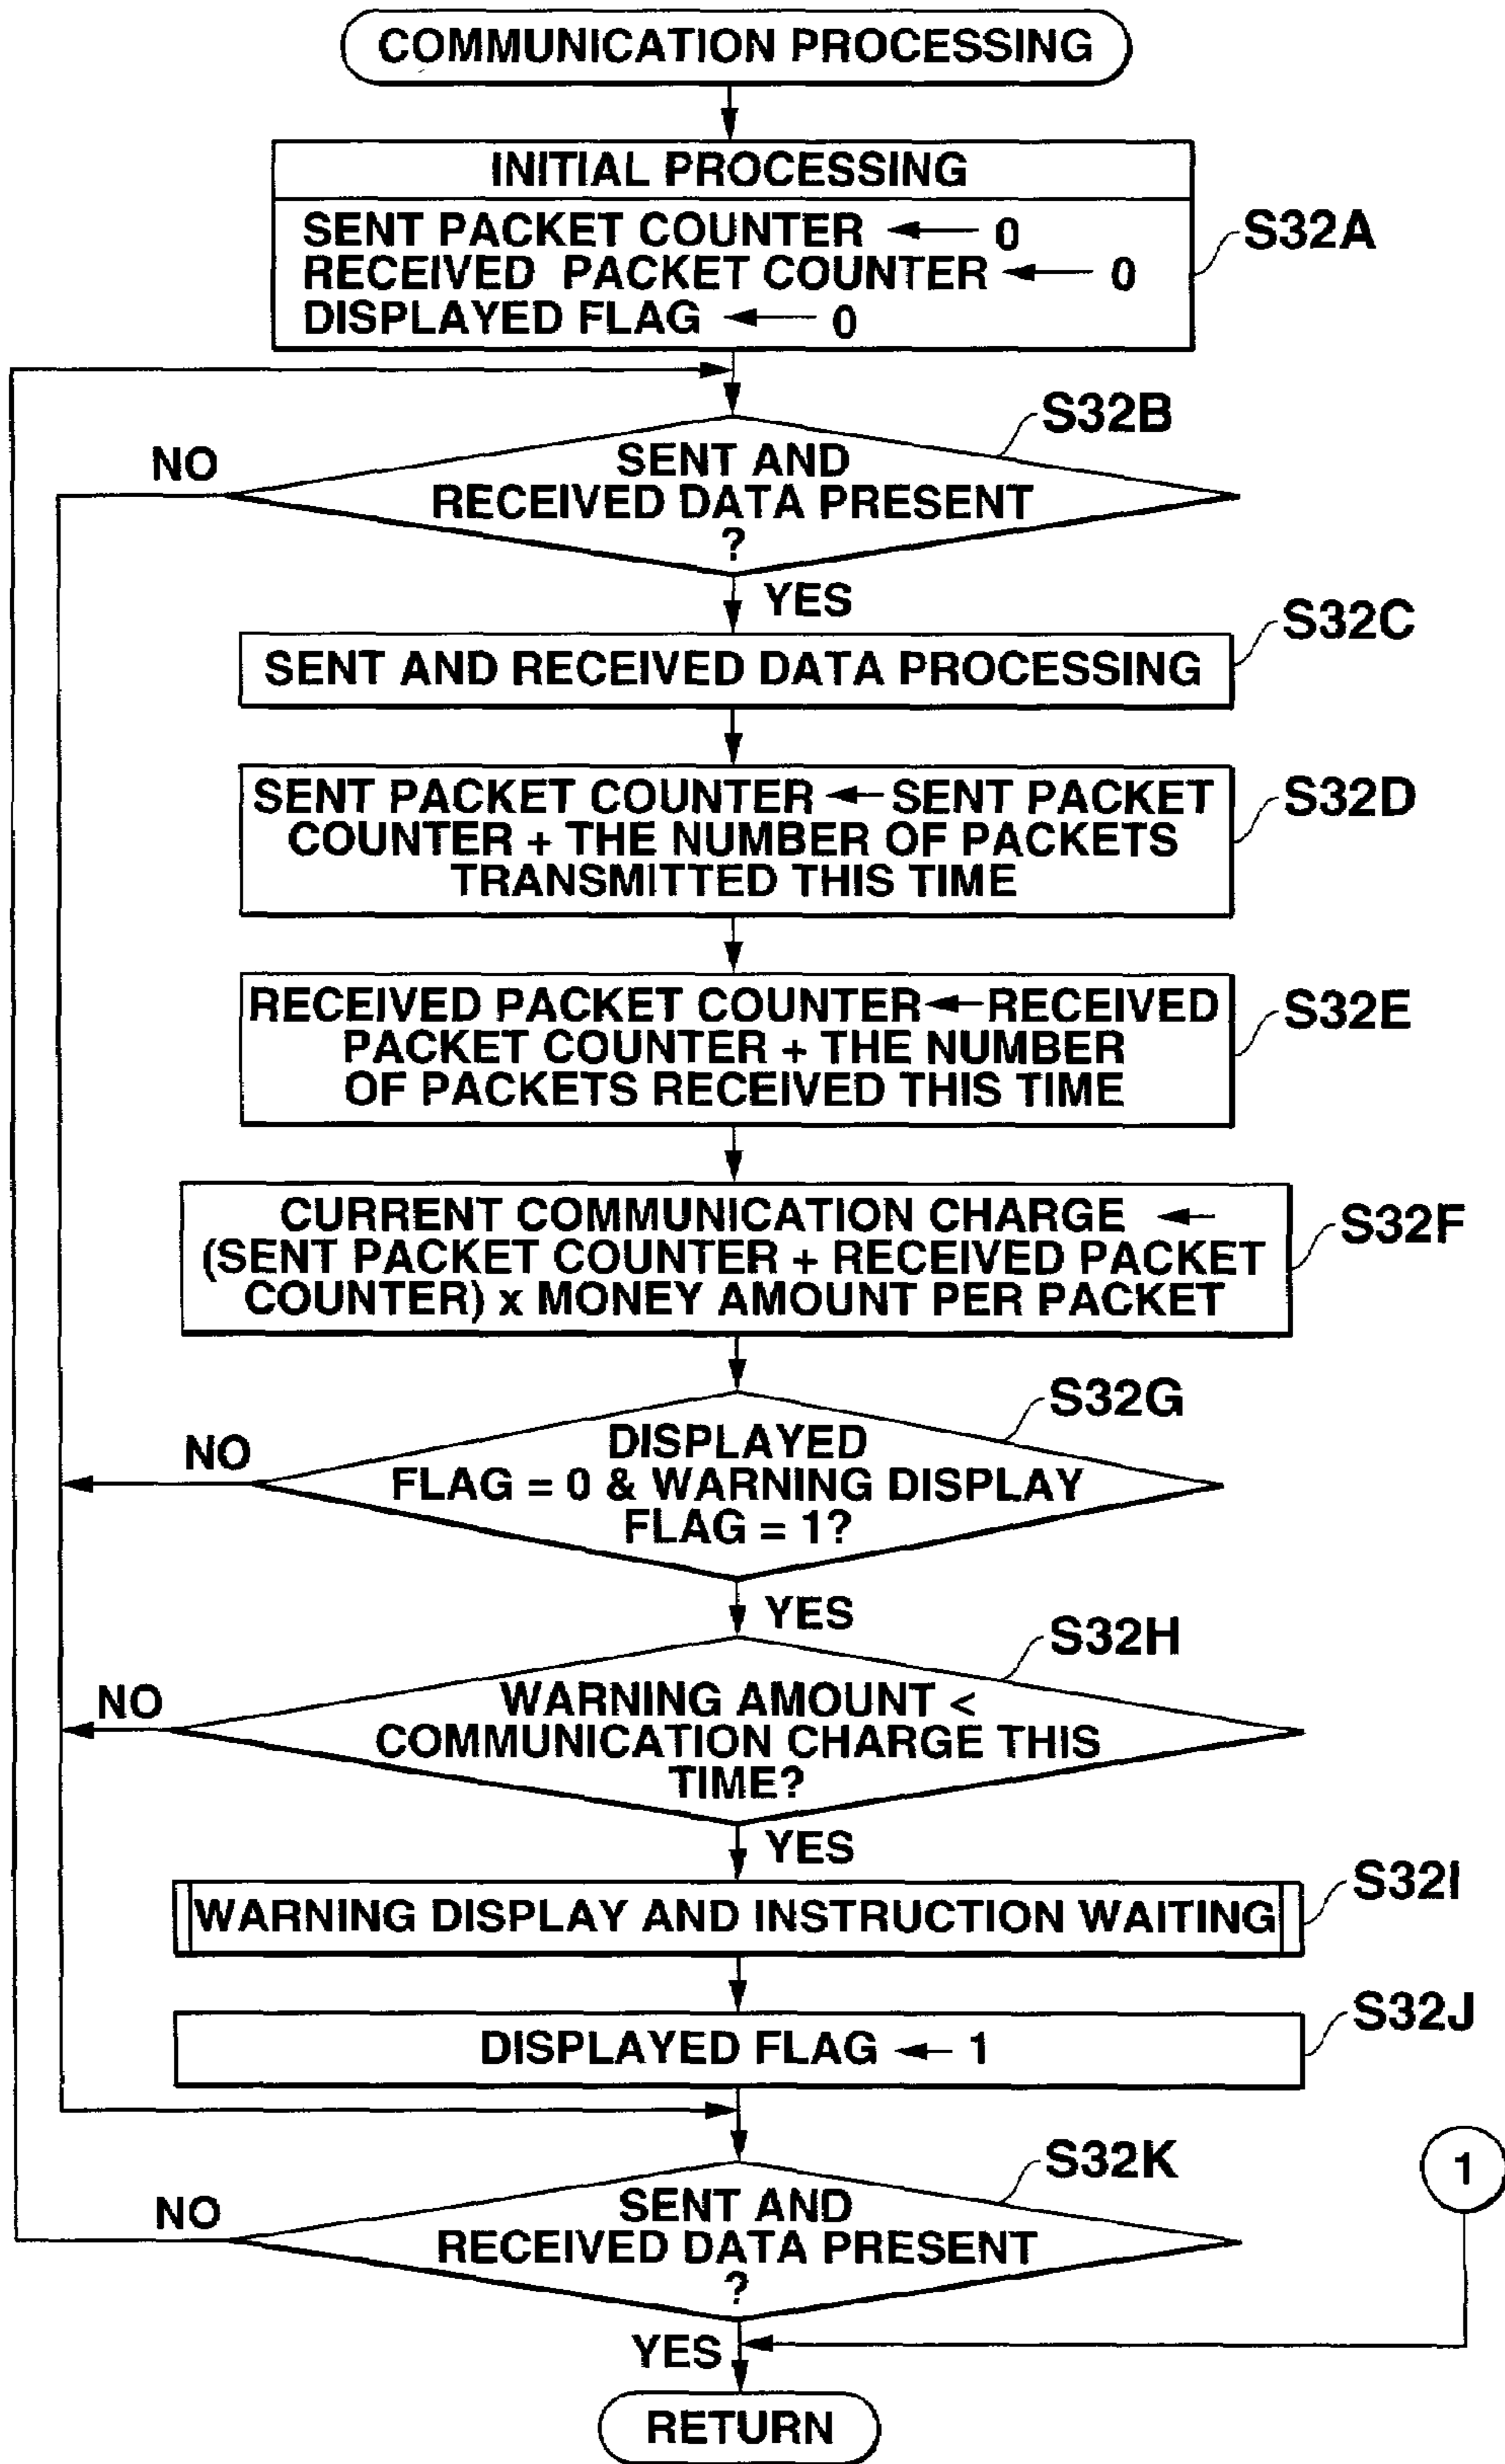 COMMUNICATION PROCESSING
INITIAL PROCESSING
SENT PACKET COUNTER ← 0
RECEIVED PACKET COUNTER ← 0
DISPLAYED FLAG ← 0
S32A
S32B
NO
SENT AND
RECEIVED DATA PRESENT
?
YES
S32C
SENT AND RECEIVED DATA PROCESSING
SENT PACKET COUNTER ← SENT PACKET
COUNTER + THE NUMBER OF PACKETS
TRANSMITTED THIS TIME
S32D
RECEIVED PACKET COUNTER ← RECEIVED
PACKET COUNTER + THE NUMBER
OF PACKETS RECEIVED THIS TIME
S32E
CURRENT COMMUNICATION CHARGE ←
(SENT PACKET COUNTER + RECEIVED PACKET
COUNTER) x MONEY AMOUNT PER PACKET
S32F
S32G
NO
DISPLAYED
FLAG = 0 & WARNING DISPLAY
FLAG = 1?
YES
S32H
NO
WARNING AMOUNT <
COMMUNICATION CHARGE THIS
TIME?
YES
S32I
WARNING DISPLAY AND INSTRUCTION WAITING
S32J
DISPLAYED FLAG ← 1
S32K
1
NO
SENT AND
RECEIVED DATA PRESENT
?
YES
RETURN